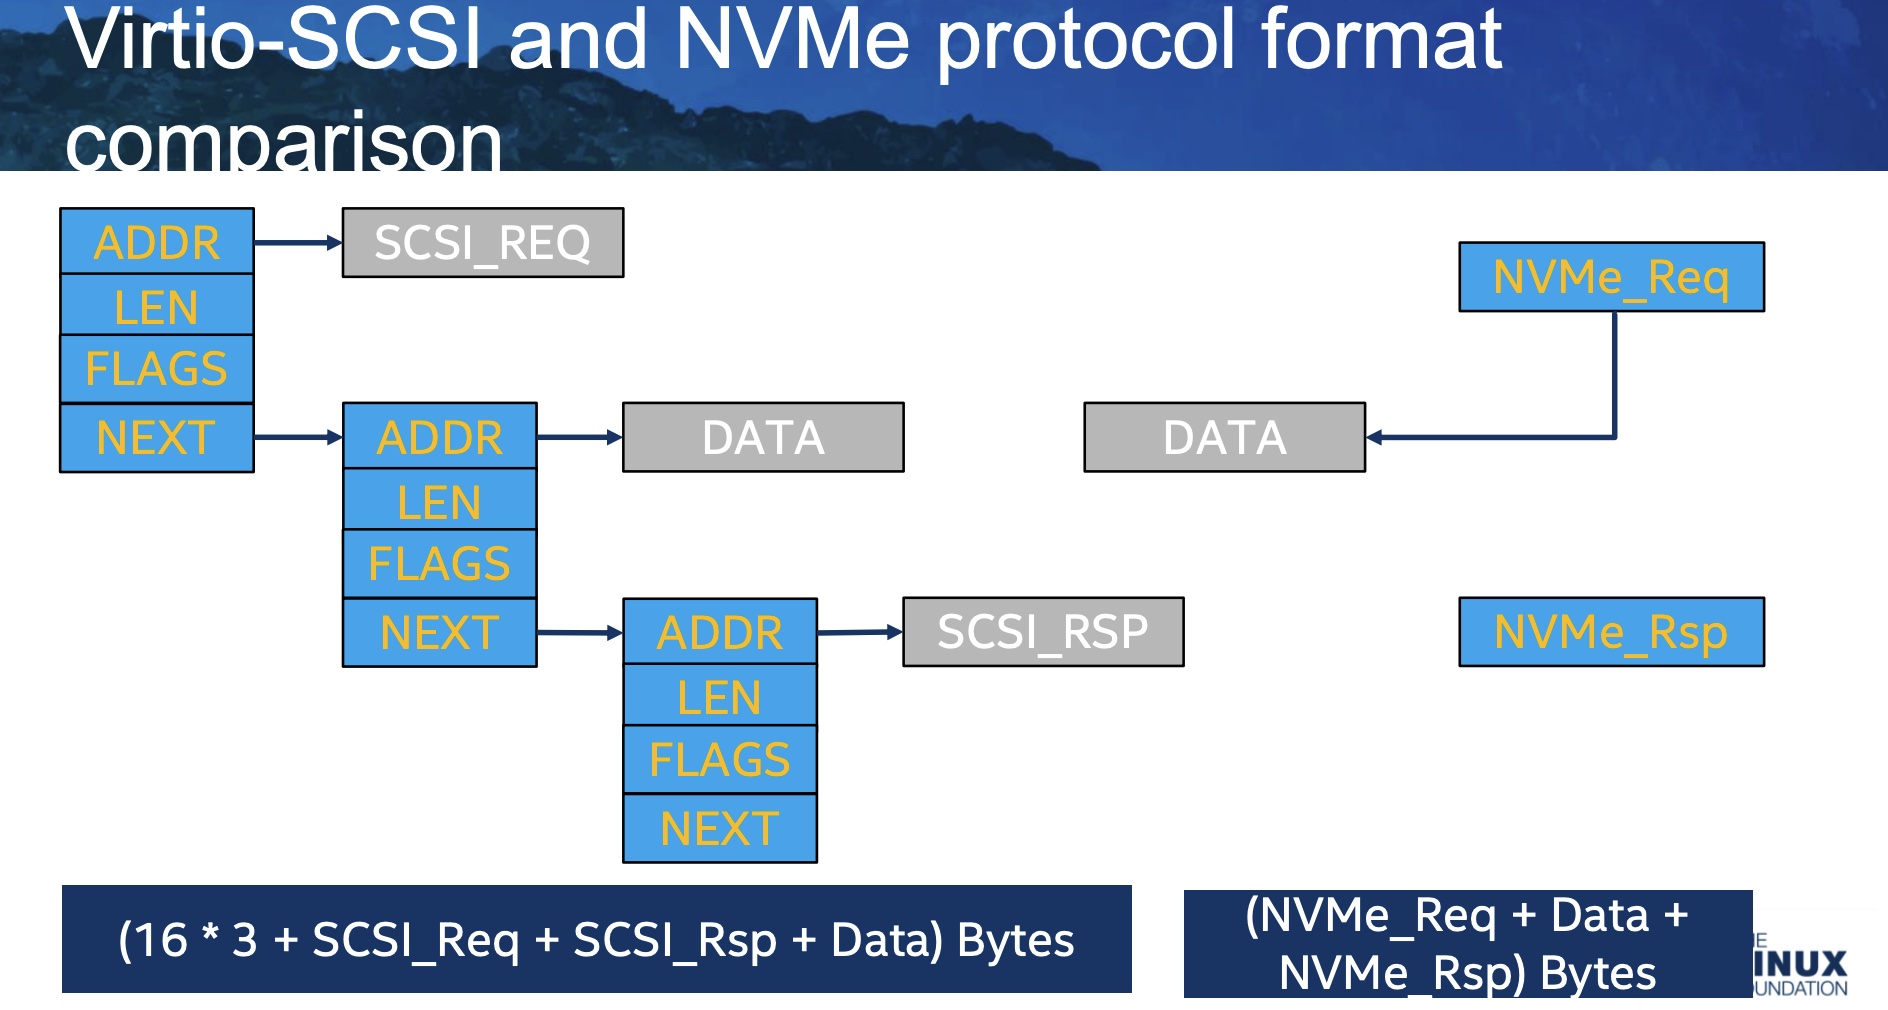 Virtio-SCSI and NVMe protocol format
comparison
ADDR
SCSI_REQ
LEN
FLAGS
NEXT
ADDR
DATA
LEN
FLAGS
NEXT
ADDR
SCSI_RSP
LEN
FLAGS
NEXT
NVMe_Req
DATA
NVMe_Rsp
(16 * 3 + SCSI_Req + SCSI_Rsp + Data) Bytes
(NVMe_Req + Data +
NVMe_Rsp) Bytes
E
INUX
OUNDATION